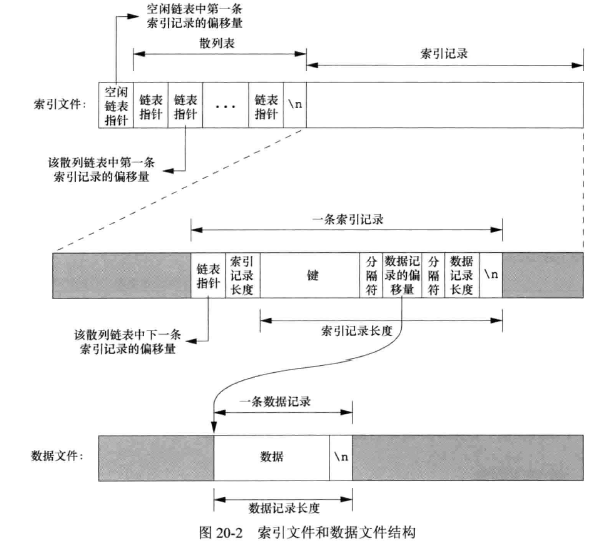 空闲链表中第一条
索引记录的偏移量
散列表
索引记录
索引文件:
空闲
链表
指针
链表
指针
链表
指针
...
链表
指针
\n
该散列链表中第一条
索引记录的偏移量
一条索引记录
链表
指针
索引
记录
长度
键
分
隔
符
数据记
录的偏
移量
分
隔
符
数据
记录
长度
\n
索引记录长度
该散列链表中下一条
索引记录的偏移量
一条数据记录
数据文件:
数据
\n
数据记录长度
图 20-2 索引文件和数据文件结构